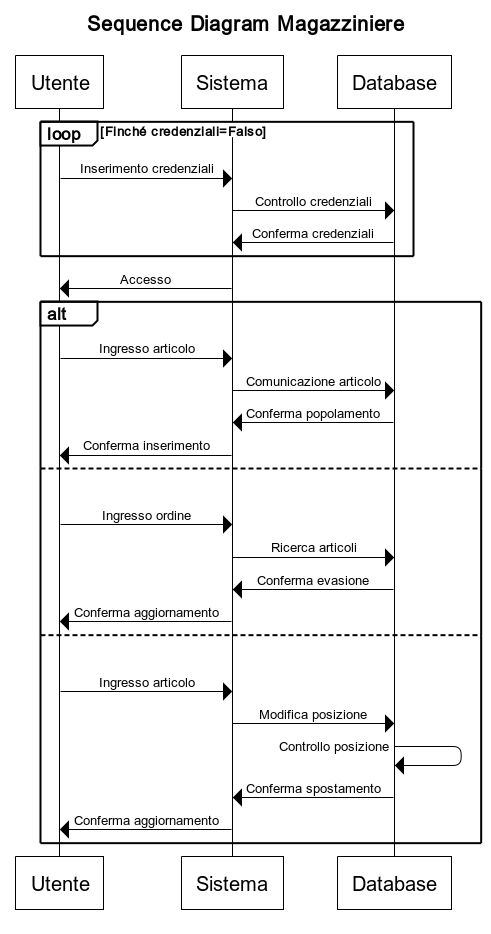 Sequence Diagram Magazziniere
Utente Sistema Database
loop [Finché credenziali=Falso]
Inserimento credenziali
Controllo credenziali
Conferma credenziali
Accesso
alt
Ingresso articolo
Comunicazione articolo
Conferma popolamento
Conferma inserimento
Ingresso ordine
Ricerca articoli
Conferma evasione
Conferma aggiornamento
Ingresso articolo
Modifica posizione
Controllo posizione
Conferma spostamento
Conferma aggiornamento
Utente Sistema Database